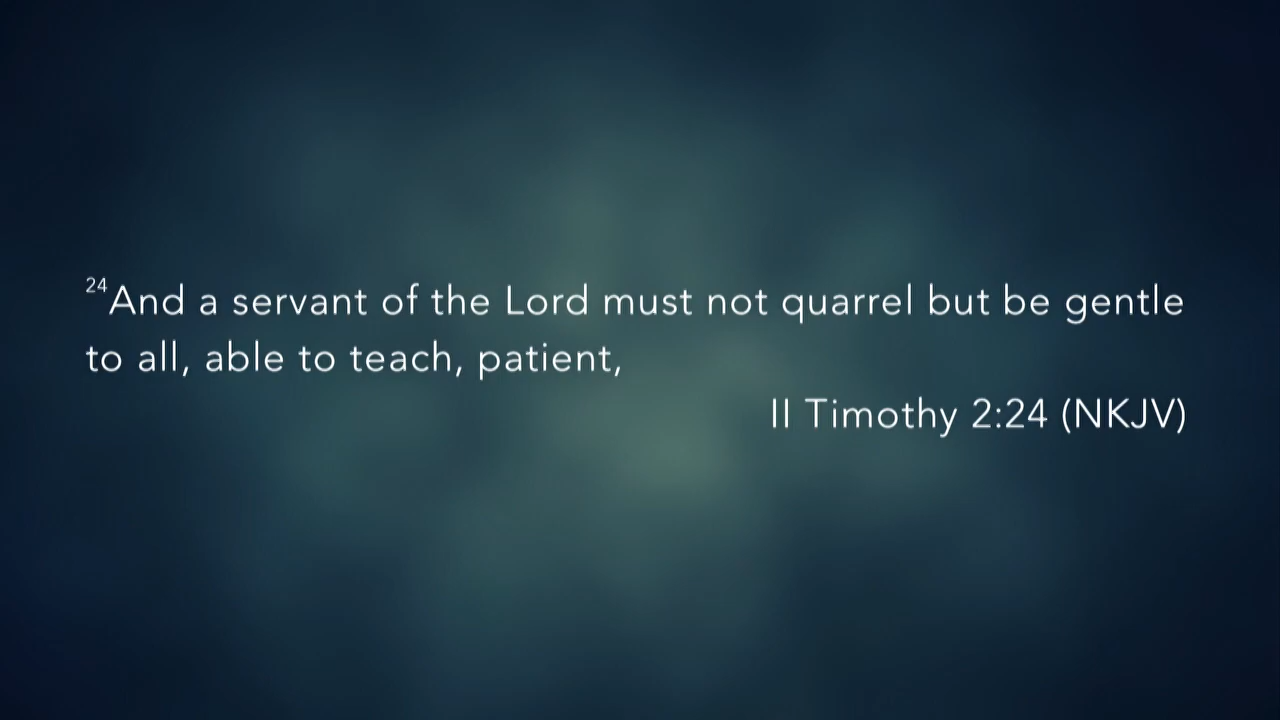 24And a servant of the Lord must not quarrel but be gentle
to all, able to teach, patient,
II Timothy 2:24 (NKJV)